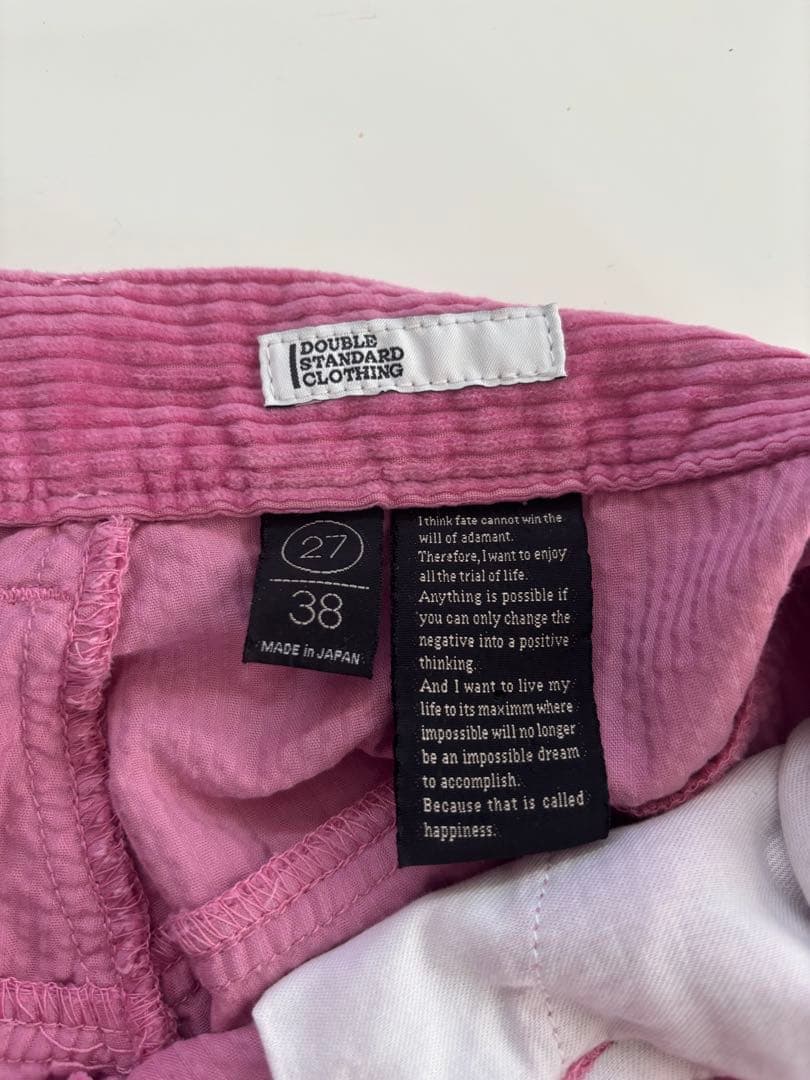 DOUBLE
STANDARD
CLOTHING
27
38
MADE in JAPAN
I think fate cannot win the
will of adamant.
Therefore, I want to enjoy
all the trial of life.
Anything is possible if
you can only change the
negative into a positive
thinking.
And I want to live my
life to its maximm where
impossible will no longer
be an impossible dream
to accomplish.
Because that is called
happiness.